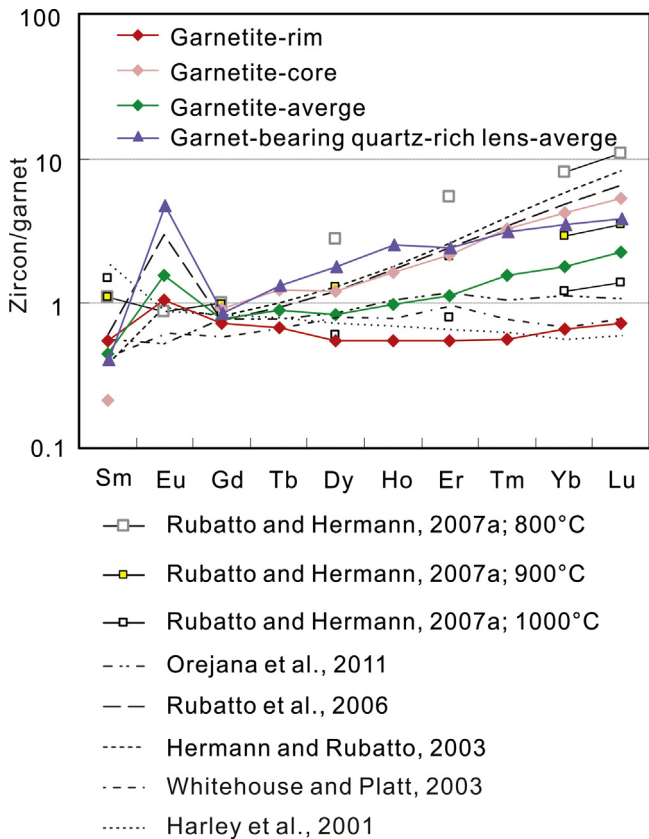 100
Garnetite-rim
Garnetite-core
Garnetite-averge
Garnet-bearing quartz-rich lens-averge
10
Zircon/garnet
1
0.1
Sm Eu Gd Tb Dy Ho Er Tm Yb Lu
Rubatto and Hermann, 2007a; 800°C
Rubatto and Hermann, 2007a; 900°C
Rubatto and Hermann, 2007a; 1000°C
Orejana et al., 2011
Rubatto et al., 2006
Hermann and Rubatto, 2003
Whitehouse and Platt, 2003
Harley et al., 2001